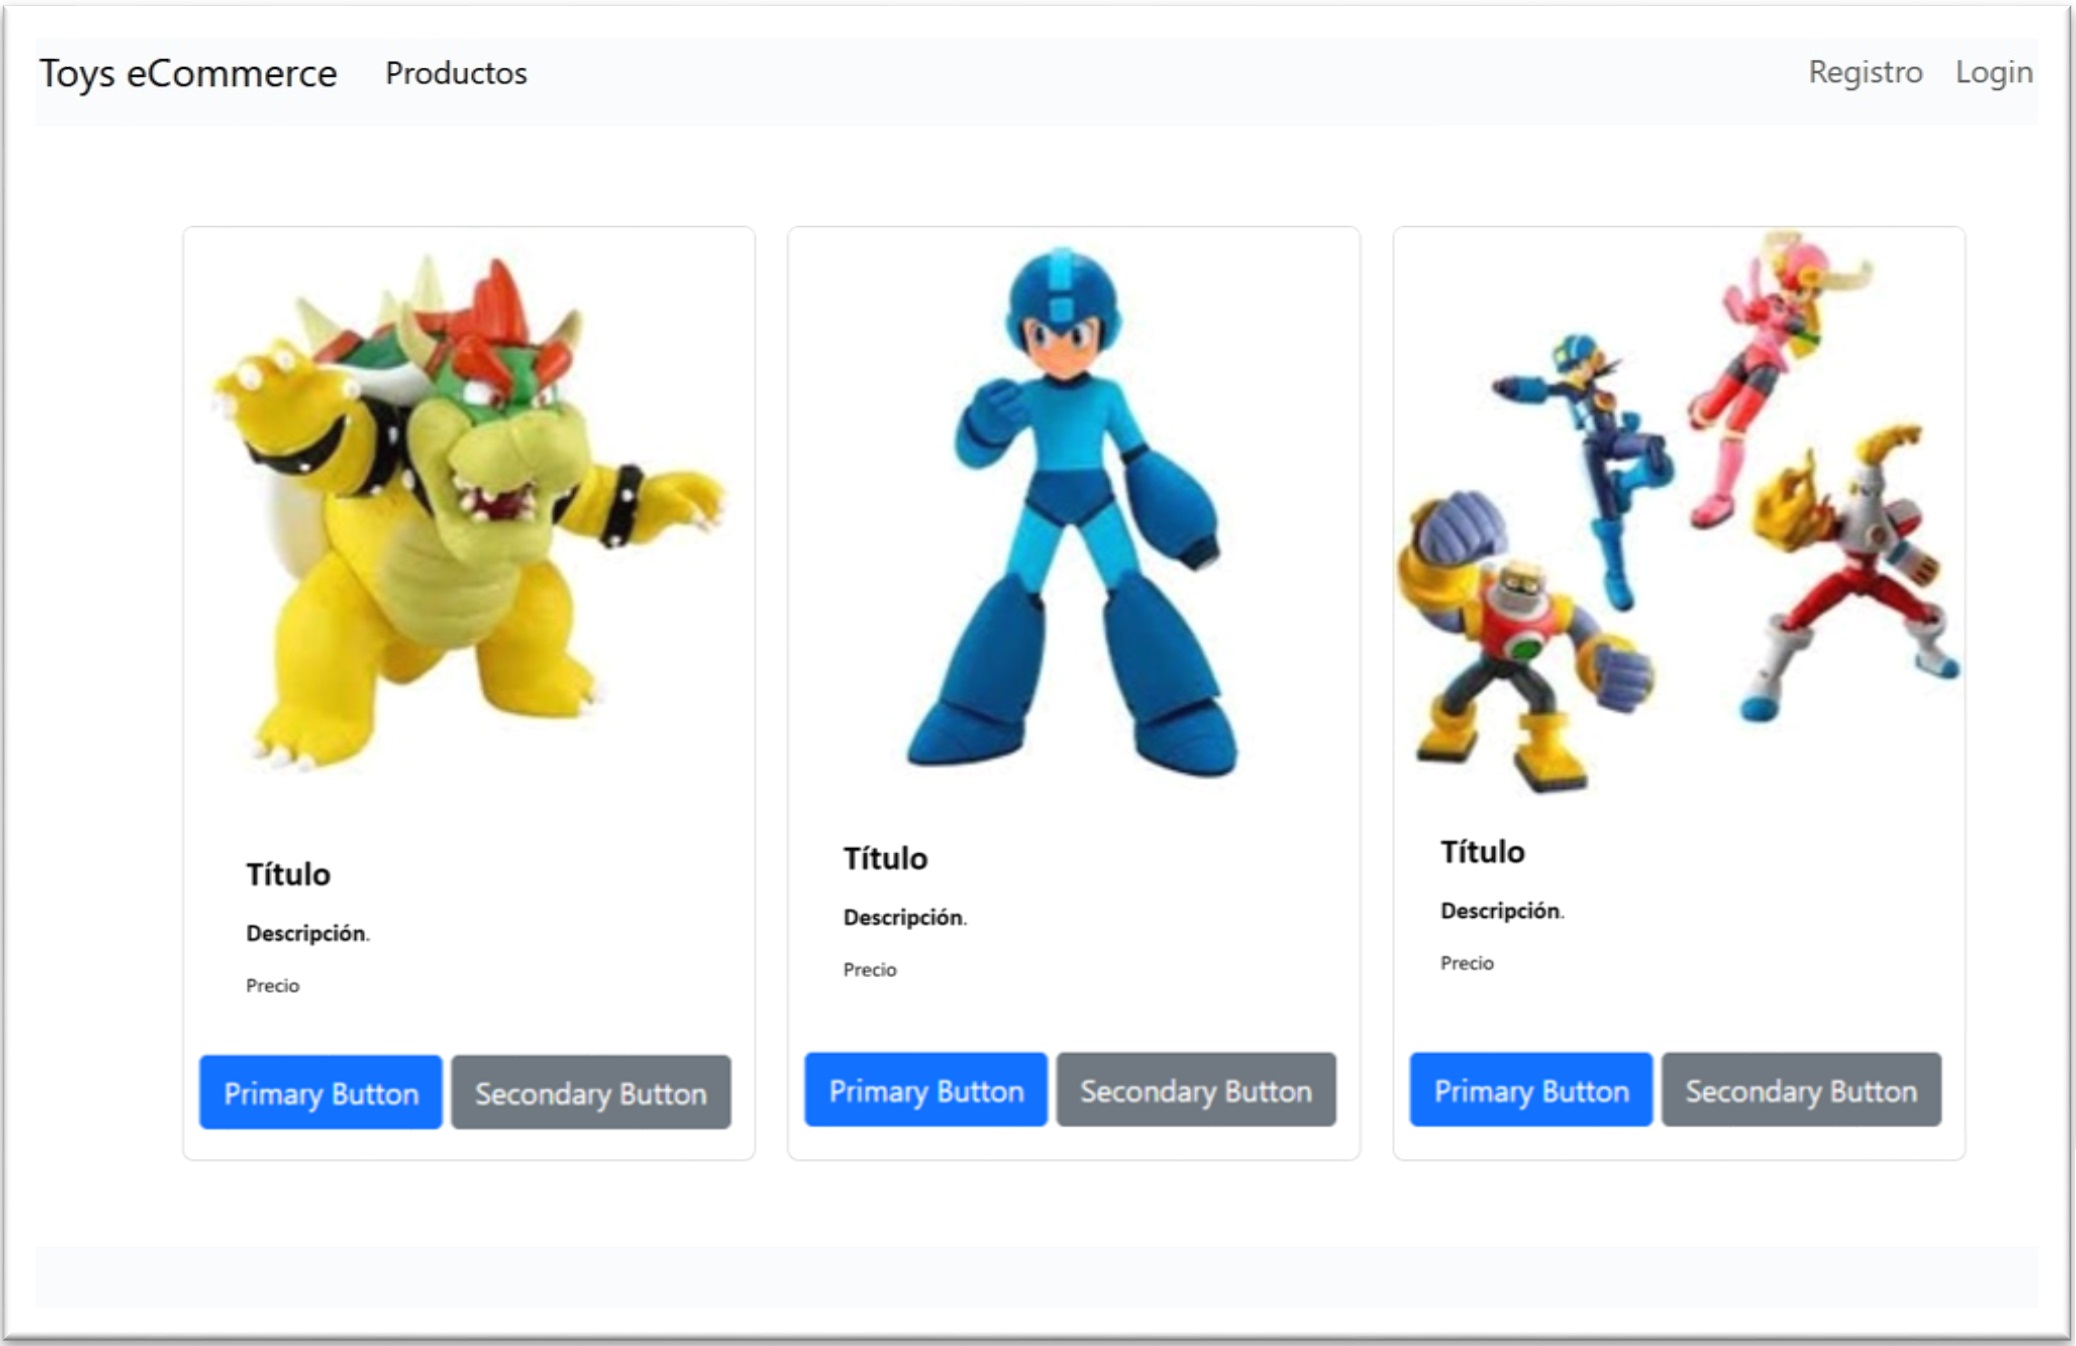 Toys eCommerce Productos Registro Login
Título
Descripción.
Precio
Primary Button Secondary Button
Título
Descripción.
Precio
Primary Button Secondary Button
Título
Descripción.
Precio
Primary Button Secondary Button